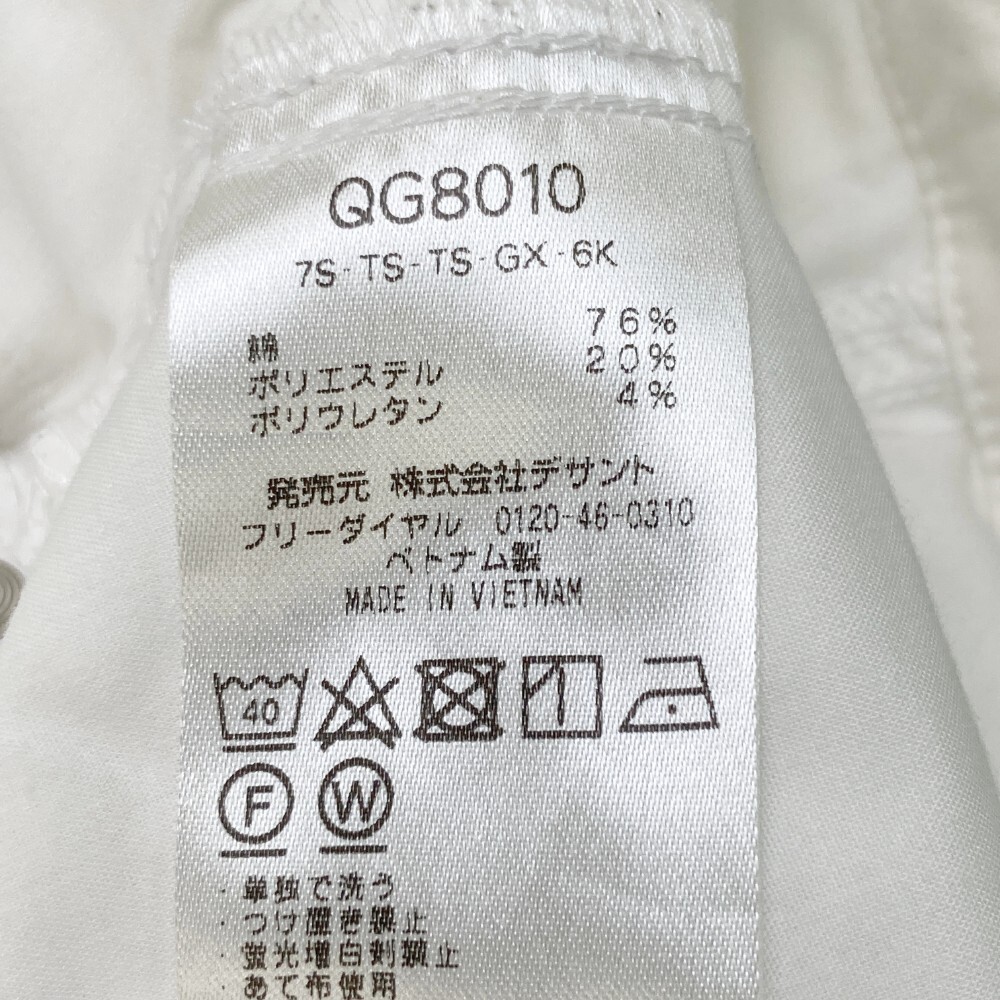 QG8010
7S-TS-TS-GX-6K
綿 76%
ポリエステル 20%
ポリウレタン 4%
発売元 株式会社デサント
フリーダイヤル 0120-46-0310
ベトナム製
MADE IN VIETNAM
40
F W
・単独で洗う
・つけ置き禁止
・蛍光増白剤禁止
・あて布使用